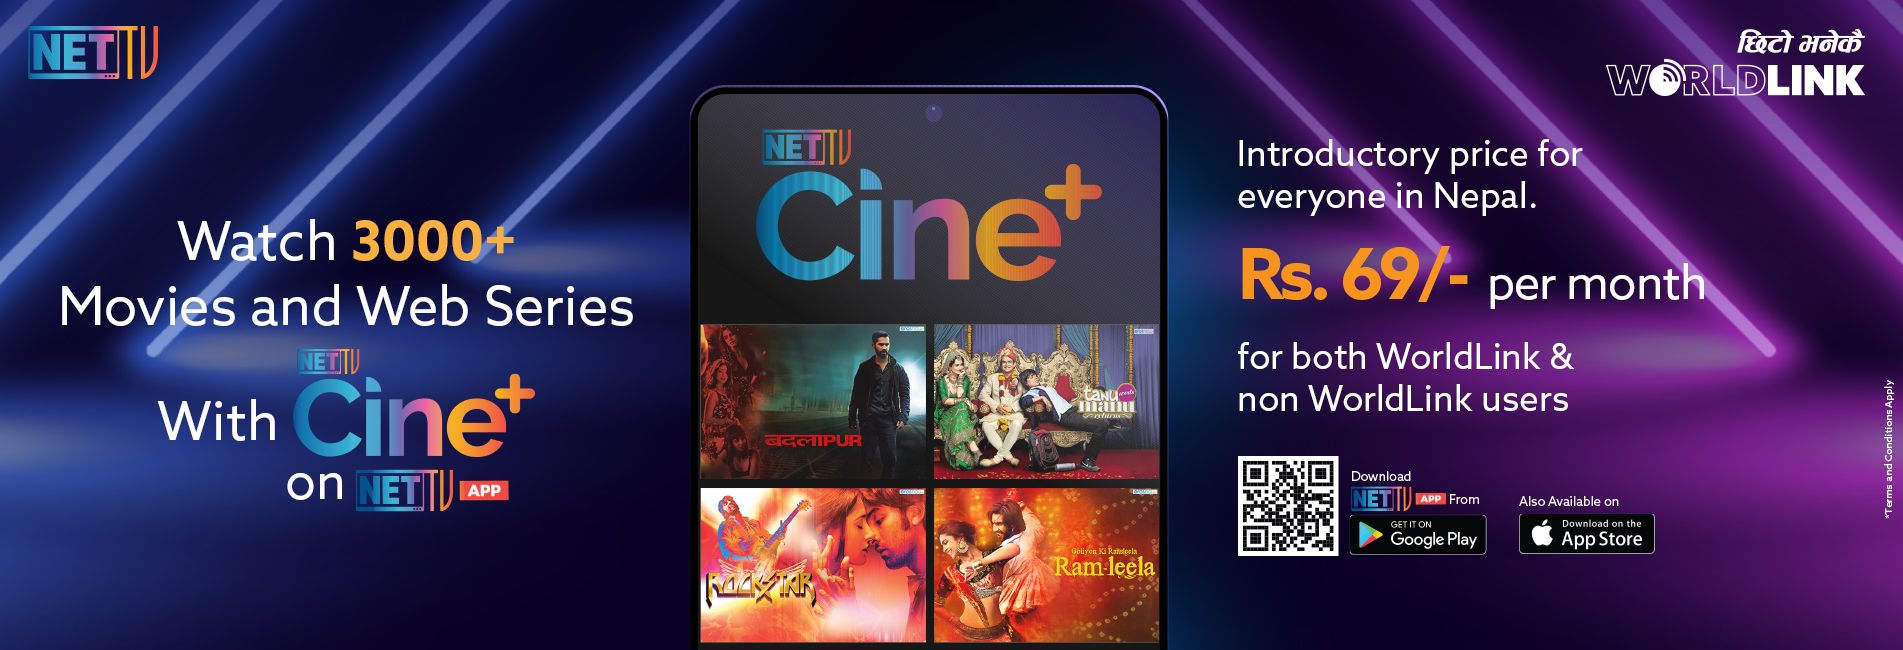 NETTV
Watch 3000+
Movies and Web Series
NETTV
With Cine+
on NETTV APP
NETTV
Cine+
बदलाPUR
tanu weds
manu
returns
ROCKSTAR
Goliyon Ki Raasleela
Ram-leela
छिटो भनेकै
WORLDLINK
Introductory price for
everyone in Nepal.
Rs. 69/- per month
for both WorldLink &
non WorldLink users
Download
NETTV APP From
GET IT ON
Google Play
Also Available on
Download on the
App Store
*Terms and Conditions Apply